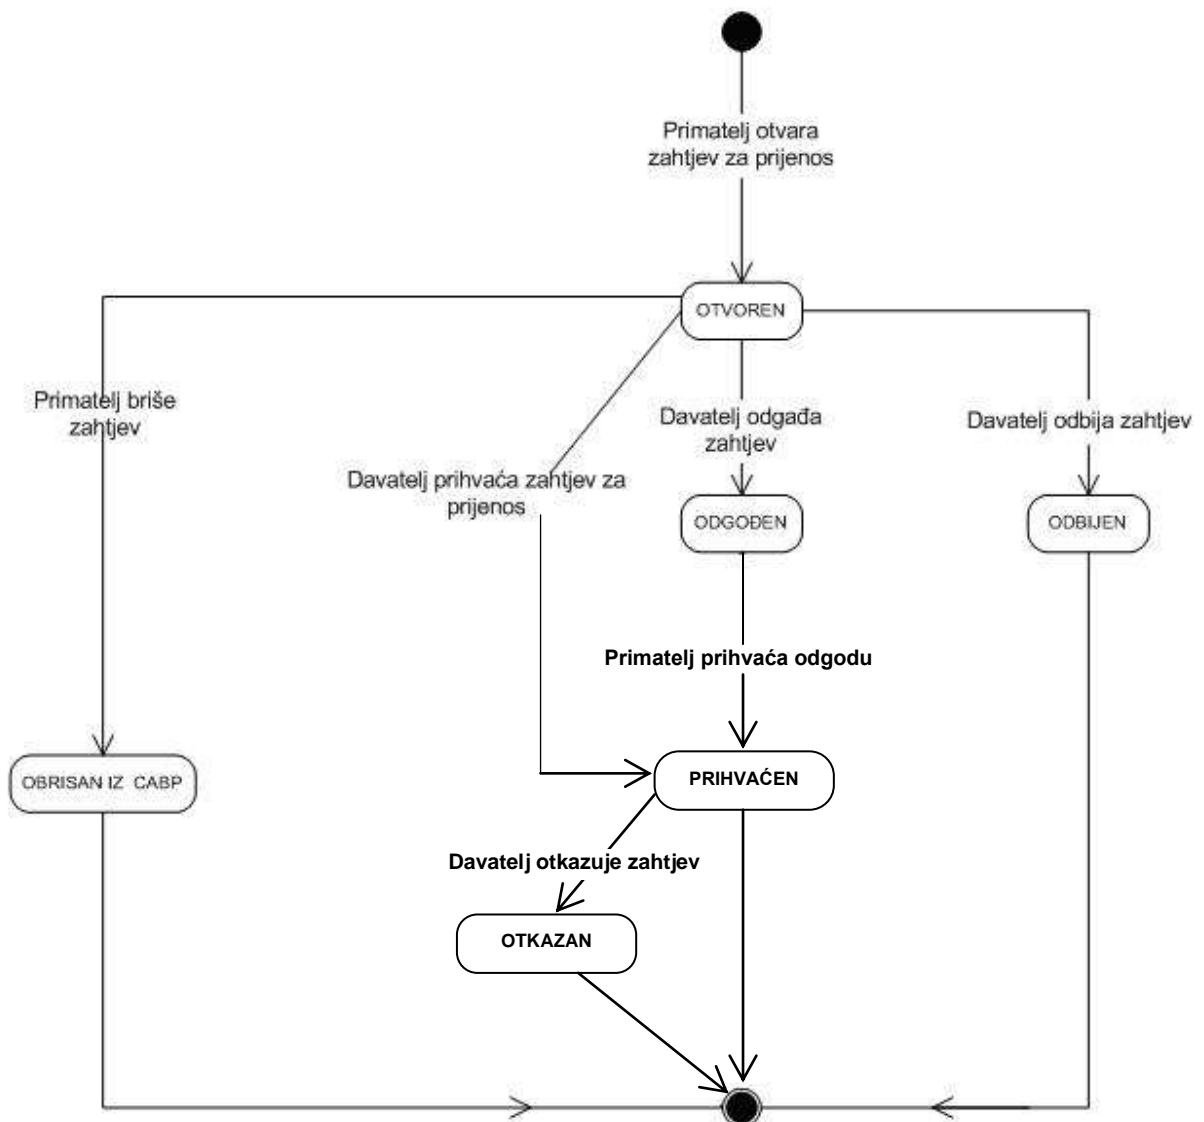 Primatelj otvara
zahtjev za prijenos
OTVOREN
Primatelj briše
zahtjev
Davatelj odgađa
zahtjev
Davatelj odbija zahtjev
Davatelj prihvaća zahtjev za
prijenos
ODGOĐEN
ODBIJEN
Primatelj prihvaća odgodu
OBRISAN IZ CABP
PRIHVAĆEN
Davatelj otkazuje zahtjev
OTKAZAN